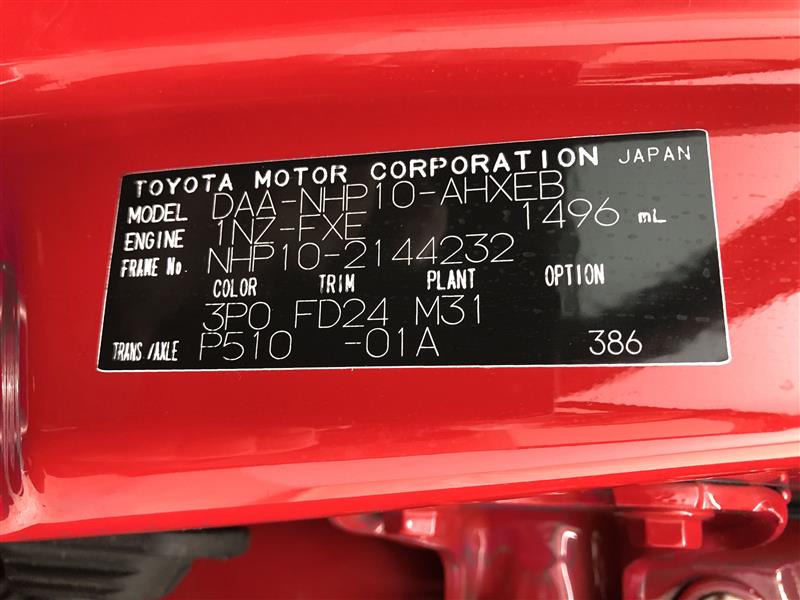 TOYOTA MOTOR CORPORATION JAPAN
MODEL DAA-NHP10-AHXEB
ENGINE 1NZ-FXE 1496 mL
FRAME No. NHP10-2144232
COLOR TRIM PLANT OPTION
3P0 FD24 M31
TRANS./AXLE P510 -01A 386